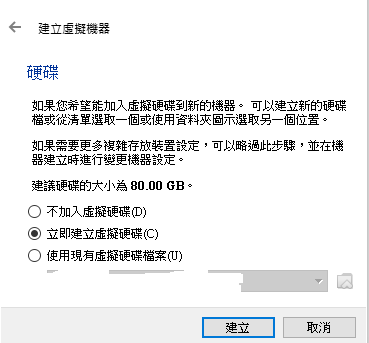 建立虛擬機器
硬碟
如果您希望能加入虛擬硬碟到新的機器。 可以建立新的硬碟
檔或從清單選取一個或使用資料夾圖示選取另一個位置。
如果需要更多複雜存放裝置設定，可以略過此步驟，並在機
器建立時進行變更機器設定。
建議硬碟的大小為 80.00 GB。
不加入虛擬硬碟(D)
立即建立虛擬硬碟(C)
使用現有虛擬硬碟檔案(U)
建立
取消